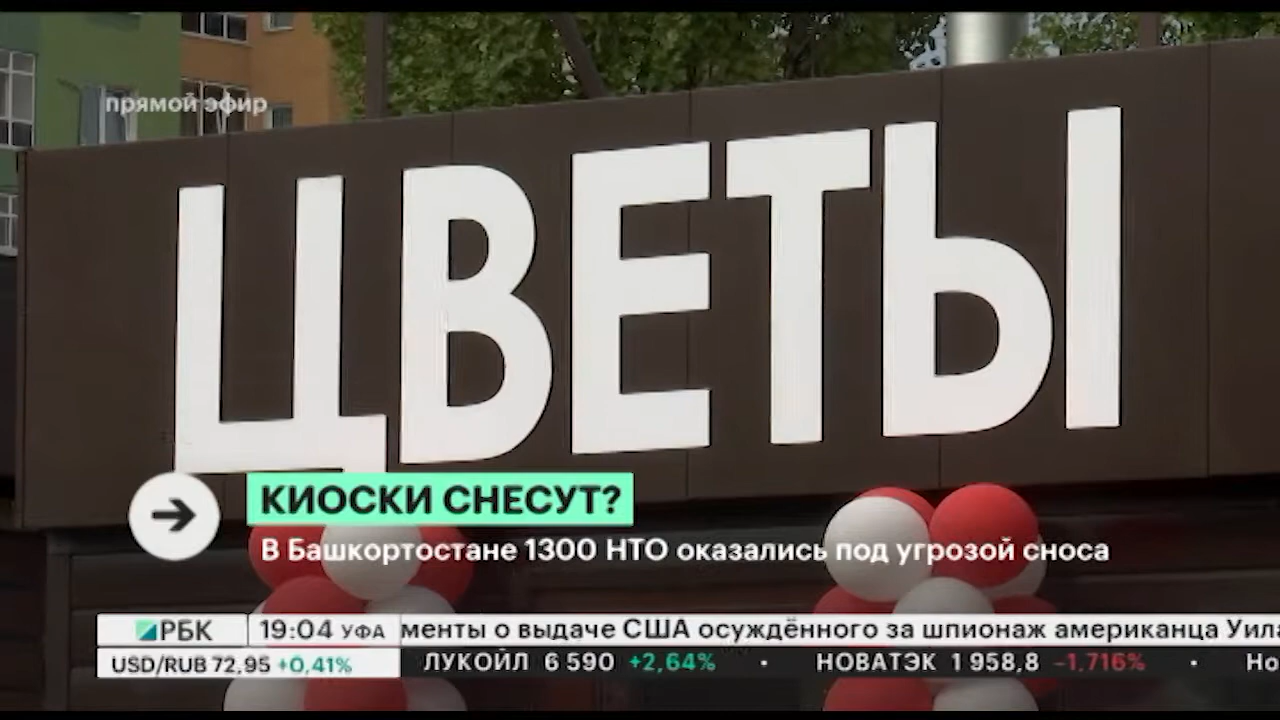 прямой эфир
ЦВЕТЫ
КИОСКИ СНЕСУТ?
В Башкортостане 1300 НТО оказались под угрозой сноса
РБК 19:04 УФА менты о выдаче США осуждённого за шпионаж американца Уил
USD/RUB 72,95 +0,41% ЛУКОЙЛ 6 590 +2,64% • НОВАТЭК 1 958,8 -1,716% • Но